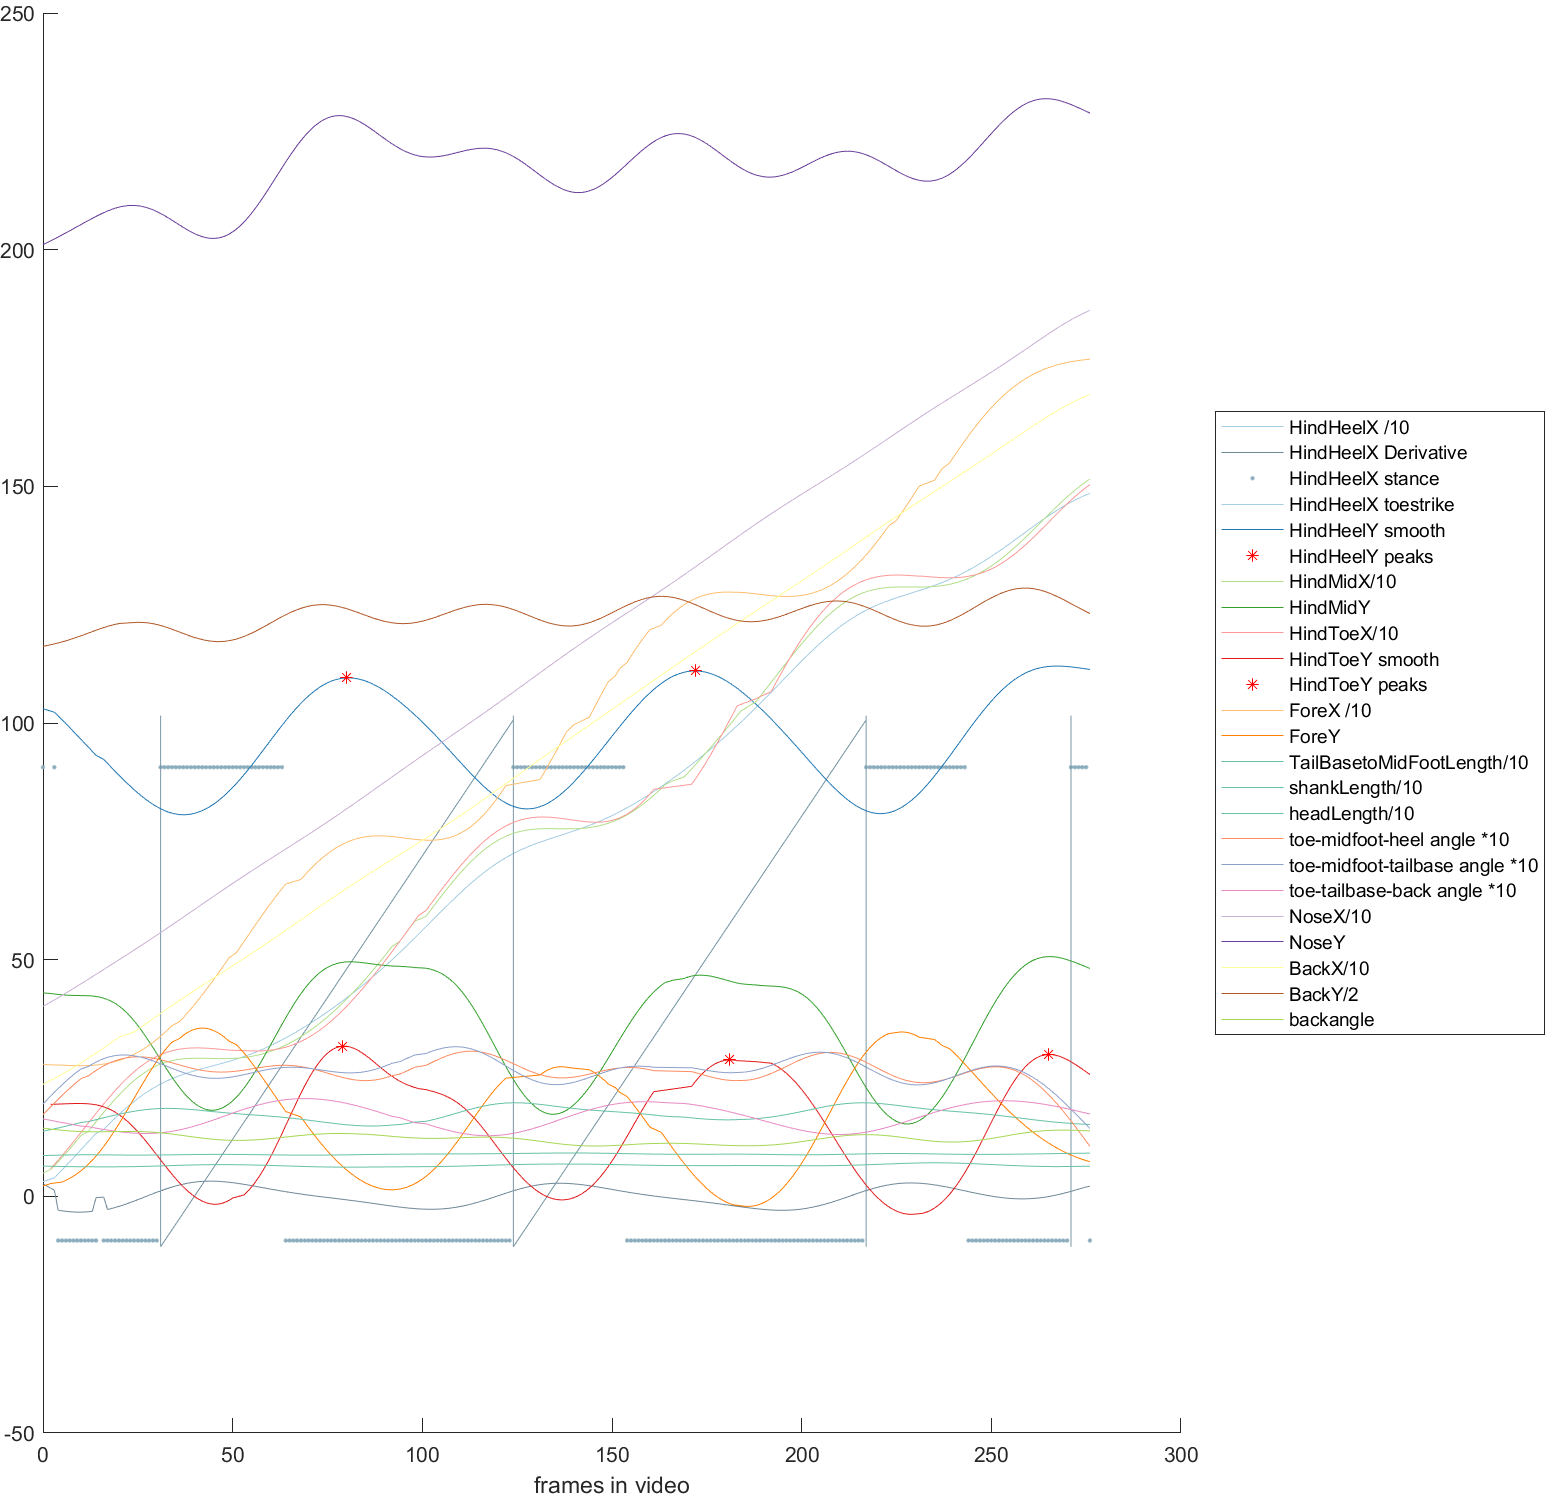 250
200
150
100
50
0
-50
0 50 100 150 200 250 300
frames in video
HindHeelX /10
HindHeelX Derivative
HindHeelX stance
HindHeelX toestrike
HindHeelY smooth
HindHeelY peaks
HindMidX/10
HindMidY
HindToeX/10
HindToeY smooth
HindToeY peaks
ForeX /10
ForeY
TailBasetoMidFootLength/10
shankLength/10
headLength/10
toe-midfoot-heel angle *10
toe-midfoot-tailbase angle *10
toe-tailbase-back angle *10
NoseX/10
NoseY
BackX/10
BackY/2
backangle